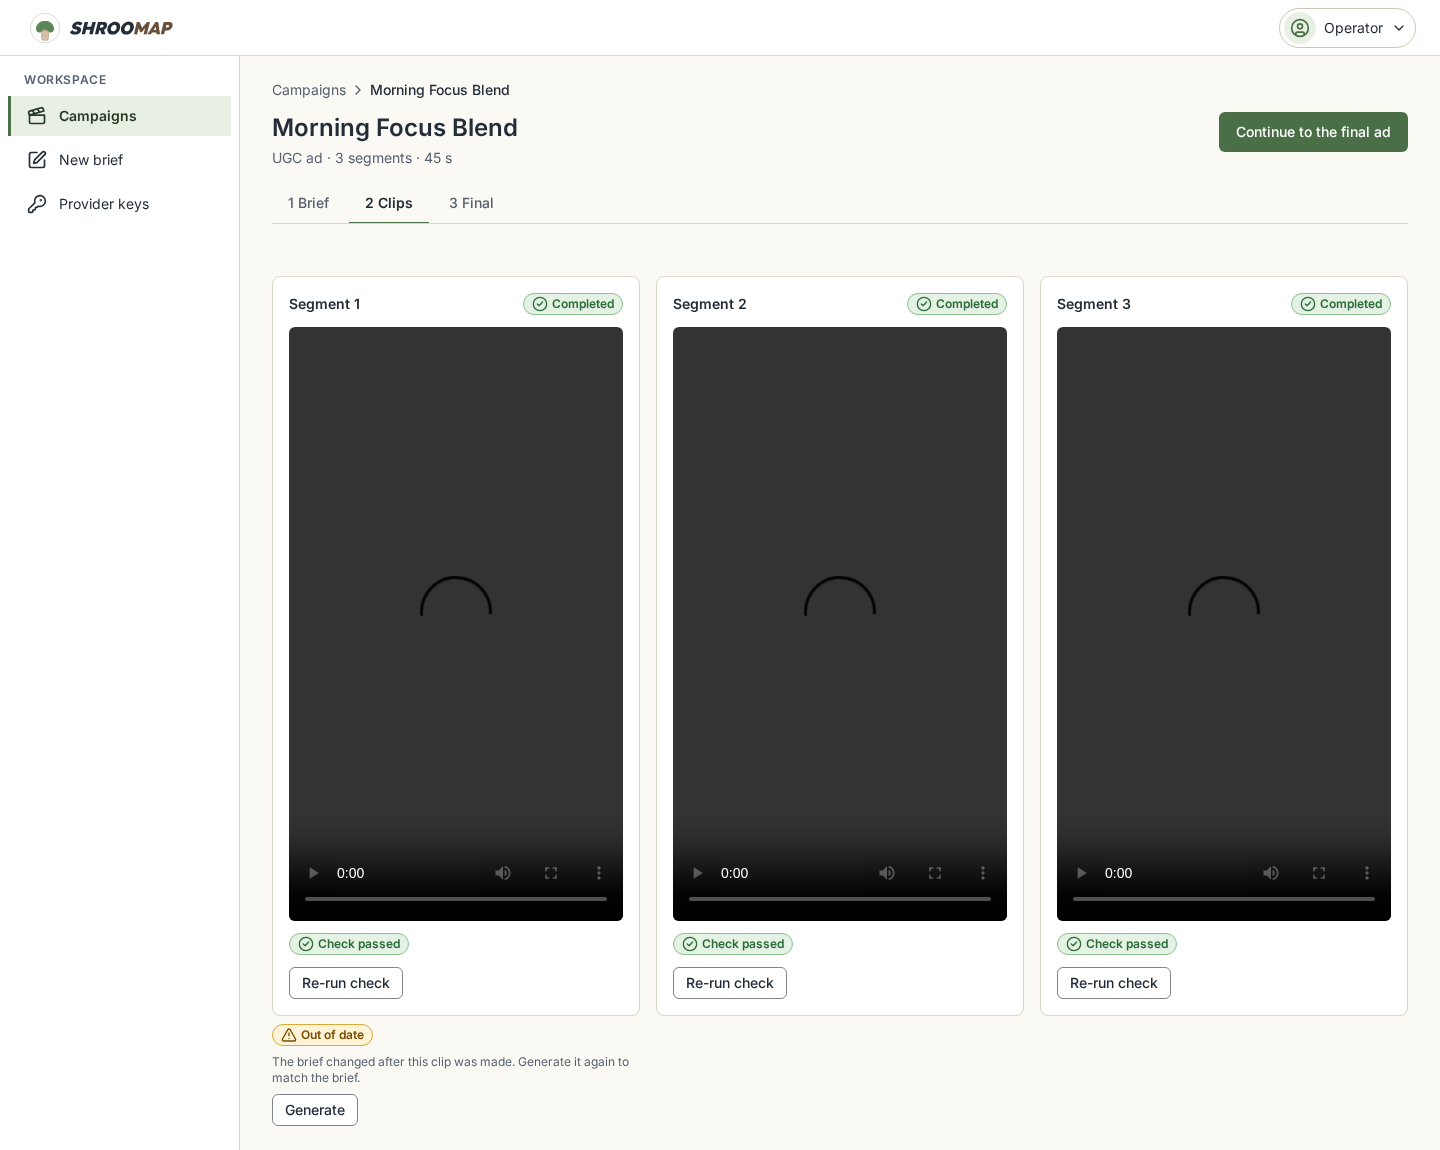 SHROOMAP
Operator
WORKSPACE
Campaigns
New brief
Provider keys
Campaigns > Morning Focus Blend
Morning Focus Blend
Continue to the final ad
UGC ad · 3 segments · 45 s
1 Brief
2 Clips
3 Final
Segment 1
Completed
0:00
Check passed
Re-run check
Out of date
The brief changed after this clip was made. Generate it again to
match the brief.
Generate
Segment 2
Completed
0:00
Check passed
Re-run check
Segment 3
Completed
0:00
Check passed
Re-run check